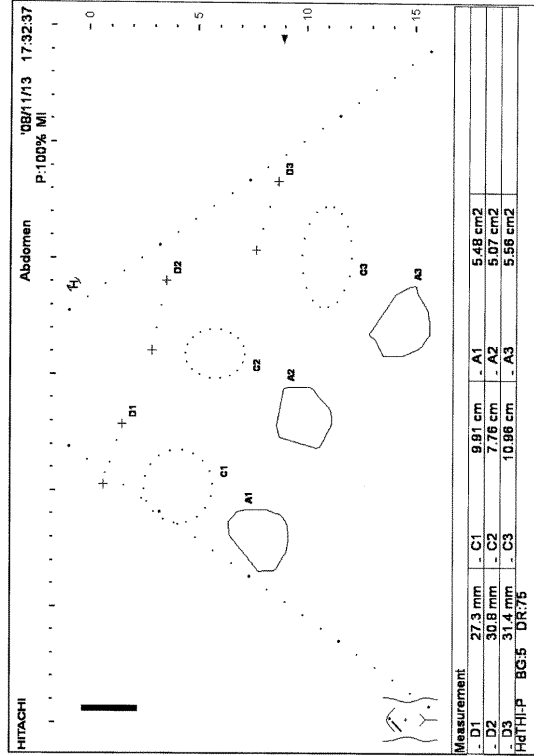 HITACHI Abdomen '08/11/13 17:32:37
P:100% MI
0
5
10
15
D1
D2
D3
C1
C2
C3
A1
A2
A3
Measurement
- D1 27.3 mm - C1 9.91 cm - A1 5.48 cm2
- D2 30.8 mm - C2 7.76 cm - A2 5.07 cm2
- D3 31.4 mm - C3 10.96 cm - A3 5.56 cm2
HdTHI-P BG:5 DR:75